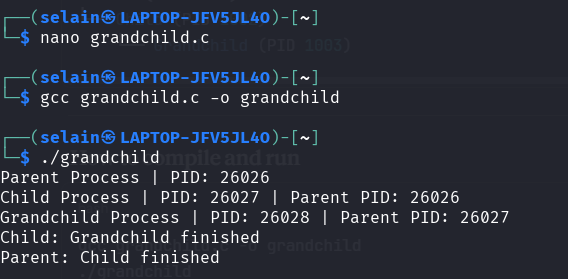 ┌──(selain㉿LAPTOP-JFV5JL4O)-[~]
└─$ nano grandchild.c
┌──(selain㉿LAPTOP-JFV5JL4O)-[~]
└─$ gcc grandchild.c -o grandchild
┌──(selain㉿LAPTOP-JFV5JL4O)-[~]
└─$ ./grandchild
Parent Process | PID: 26026
Child Process | PID: 26027 | Parent PID: 26026
Grandchild Process | PID: 26028 | Parent PID: 26027
Child: Grandchild finished
Parent: Child finished